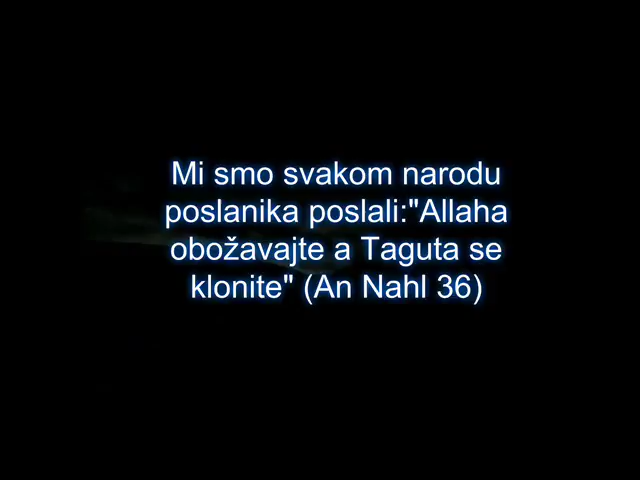 Mi smo svakom narodu
poslanika poslali:"Allaha
obožavajte a Taguta se
klonite" (An Nahl 36)